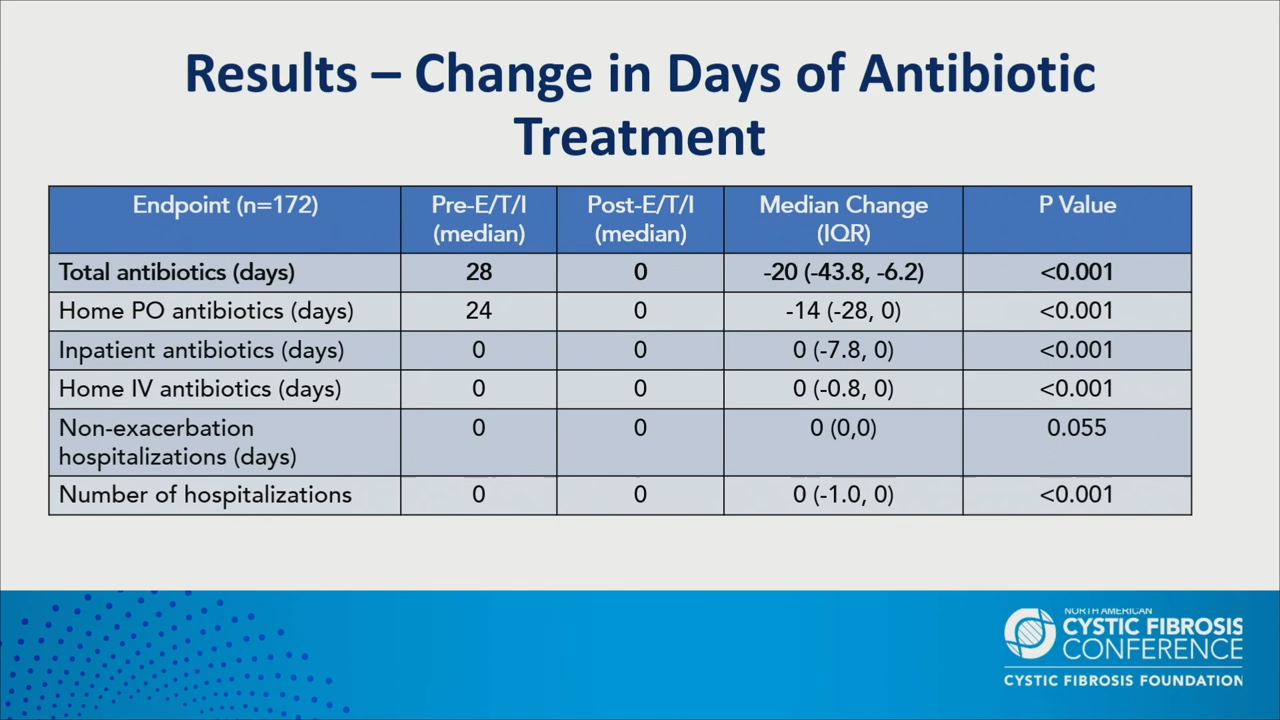 Results – Change in Days of Antibiotic
Treatment
Endpoint (n=172) Pre-E/T/I (median) Post-E/T/I (median) Median Change (IQR) P Value
Total antibiotics (days) 28 0 -20 (-43.8, -6.2) <0.001
Home PO antibiotics (days) 24 0 -14 (-28, 0) <0.001
Inpatient antibiotics (days) 0 0 0 (-7.8, 0) <0.001
Home IV antibiotics (days) 0 0 0 (-0.8, 0) <0.001
Non-exacerbation hospitalizations (days) 0 0 0 (0,0) 0.055
Number of hospitalizations 0 0 0 (-1.0, 0) <0.001
NORTH AMERICAN
CYSTIC FIBROSIS
CONFERENCE
CYSTIC FIBROSIS FOUNDATION